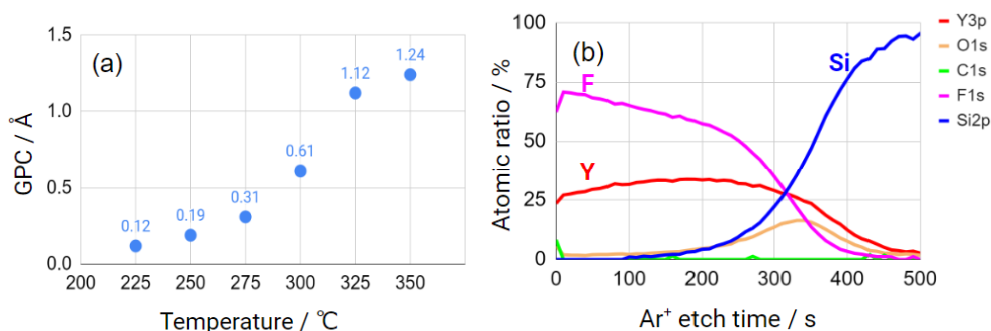 (a)
GPC / Å
1.5
1.0
0.5
0.0
0.12
0.19
0.31
0.61
1.12
1.24
200 225 250 275 300 325 350
Temperature / ℃
(b)
Atomic ratio / %
100
75
50
25
0
F
Y
Si
0 100 200 300 400 500
Ar⁺ etch time / s
Y3p
O1s
C1s
F1s
Si2p